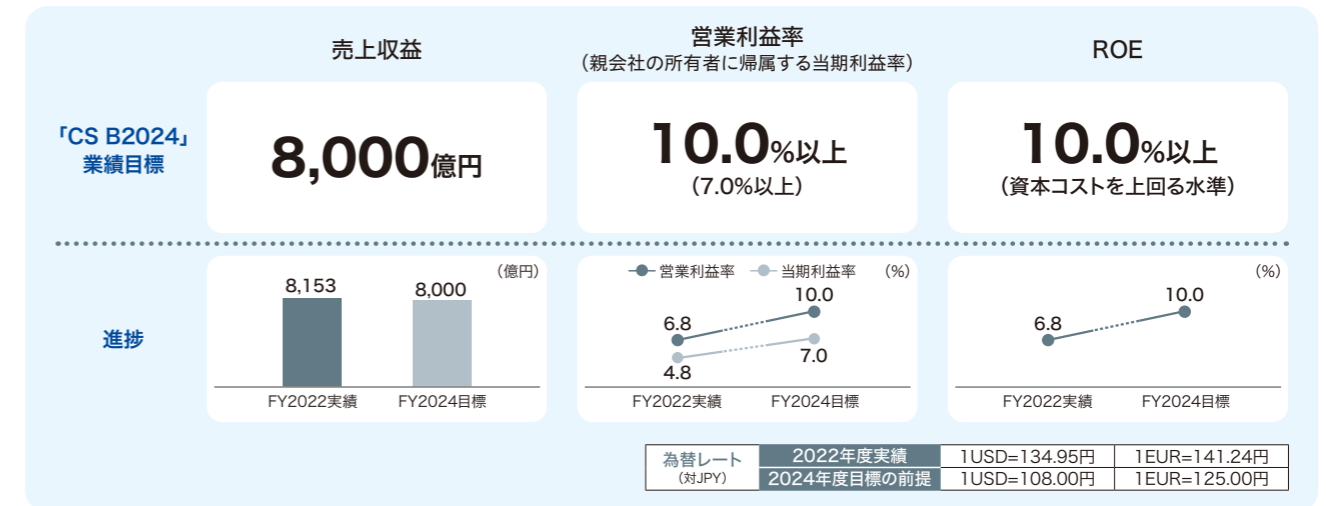 売上収益
営業利益率
（親会社の所有者に帰属する当期利益率）
ROE
「CS B2024」
業績目標
8,000億円
10.0%以上
（7.0%以上）
10.0%以上
（資本コストを上回る水準）
進捗
（億円）
8,153
8,000
FY2022実績
FY2024目標
営業利益率
当期利益率
（%）
10.0
6.8
7.0
4.8
FY2022実績
FY2024目標
（%）
10.0
6.8
FY2022実績
FY2024目標
為替レート
（対JPY）
2022年度実績 1USD=134.95円 1EUR=141.24円
2024年度目標の前提 1USD=108.00円 1EUR=125.00円